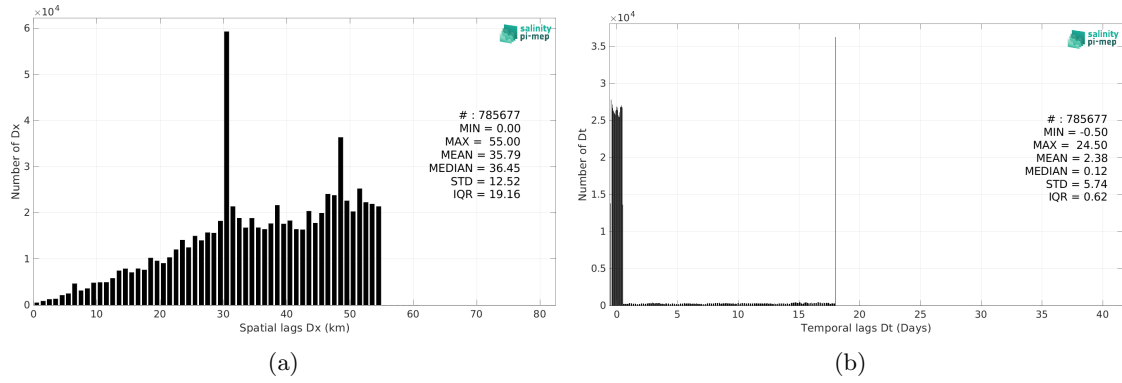 ×10⁴
6
5
4
3
2
1
0
Number of Dx
0 10 20 30 40 50 60 70 80
Spatial lags Dx (km)
salinity
pi-mep
# : 785677
MIN = 0.00
MAX = 55.00
MEAN = 35.79
MEDIAN = 36.45
STD = 12.52
IQR = 19.16
(a)
×10⁴
3.5
3
2.5
2
1.5
1
0.5
0
Number of Dt
0 5 10 15 20 25 30 35 40
Temporal lags Dt (Days)
salinity
pi-mep
# : 785677
MIN = -0.50
MAX = 24.50
MEAN = 2.38
MEDIAN = 0.12
STD = 5.74
IQR = 0.62
(b)